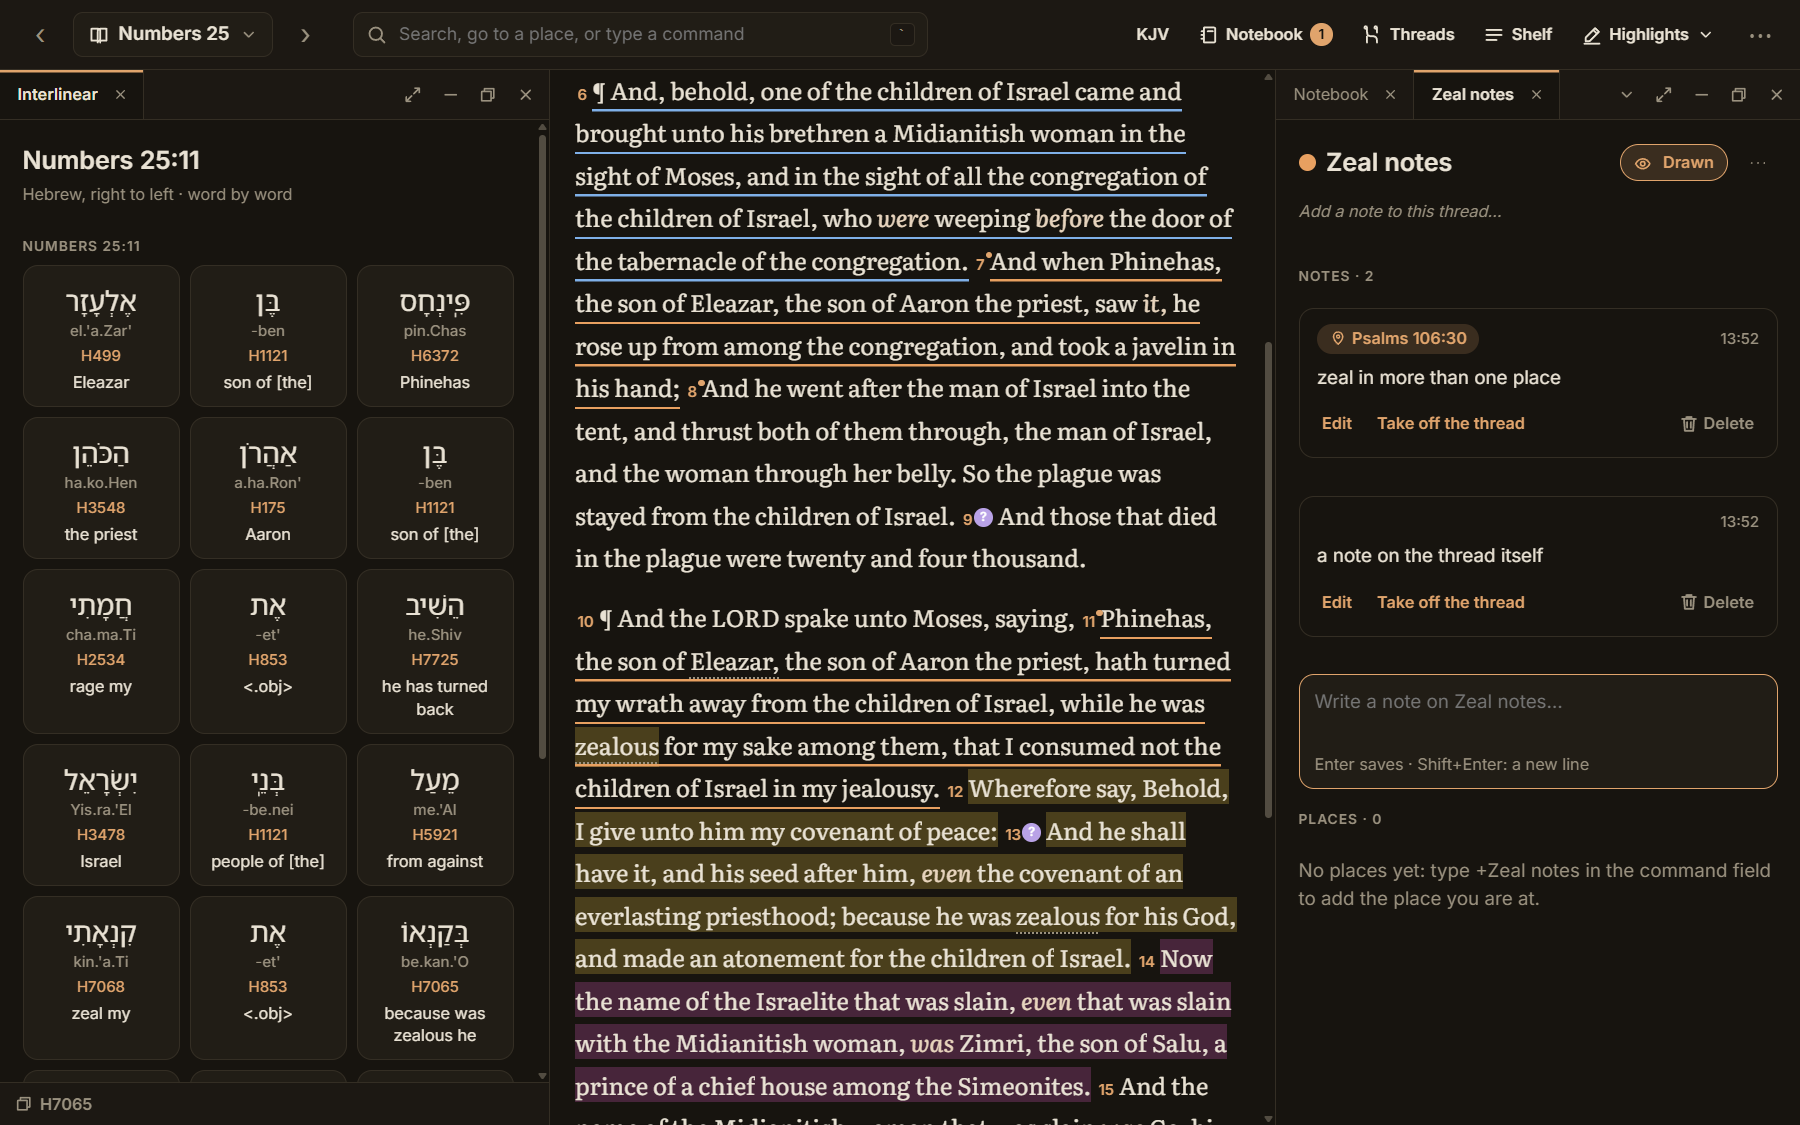 Numbers 25
Search, go to a place, or type a command
`
KJV
Notebook 1
Threads
Shelf
Highlights
Interlinear
Numbers 25:11
Hebrew, right to left · word by word
NUMBERS 25:11
אֶלְעָזָר בֶּן פִּינְחָס
el.'a.Zar' -ben pin.Chas
H499 H1121 H6372
Eleazar son of [the] Phinehas
הַכֹּהֵן אַהֲרֹן בֶּן
ha.ko.Hen a.ha.Ron' -ben
H3548 H175 H1121
the priest Aaron son of [the]
חֲמָתִי אֶת הֵשִׁיב
cha.ma.Ti -et' he.Shiv
H2534 H853 H7725
rage my <.obj> he has turned
back
יִשְׂרָאֵל בְּנֵי מֵעַל
Yis.ra.'El -be.nei me.'Al
H3478 H1121 H5921
Israel people of [the] from against
קִנְאָתִי אֶת בְּקַנְאוֹ
kin.'a.Ti -et' be.kan.'O
H7068 H853 H7065
zeal my <.obj> because was
zealous he
H7065
6 ¶ And, behold, one of the children of Israel came and
brought unto his brethren a Midianitish woman in the
sight of Moses, and in the sight of all the congregation of
the children of Israel, who were weeping before the door of
the tabernacle of the congregation. 7 And when Phinehas,
the son of Eleazar, the son of Aaron the priest, saw it, he
rose up from among the congregation, and took a javelin in
his hand; 8 And he went after the man of Israel into the
tent, and thrust both of them through, the man of Israel,
and the woman through her belly. So the plague was
stayed from the children of Israel. 9 ? And those that died
in the plague were twenty and four thousand.
10 ¶ And the LORD spake unto Moses, saying, 11 Phinehas,
the son of Eleazar, the son of Aaron the priest, hath turned
my wrath away from the children of Israel, while he was
zealous for my sake among them, that I consumed not the
children of Israel in my jealousy. 12 Wherefore say, Behold,
I give unto him my covenant of peace: 13 ? And he shall
have it, and his seed after him, even the covenant of an
everlasting priesthood; because he was zealous for his God,
and made an atonement for the children of Israel. 14 Now
the name of the Israelite that was slain, even that was slain
with the Midianitish woman, was Zimri, the son of Salu, a
prince of a chief house among the Simeonites. 15 And the
Notebook
Zeal notes
Zeal notes
Drawn
Add a note to this thread...
NOTES · 2
Psalms 106:30 13:52
zeal in more than one place
Edit Take off the thread Delete
13:52
a note on the thread itself
Edit Take off the thread Delete
Write a note on Zeal notes...
Enter saves · Shift+Enter: a new line
PLACES · 0
No places yet: type +Zeal notes in the command field
to add the place you are at.